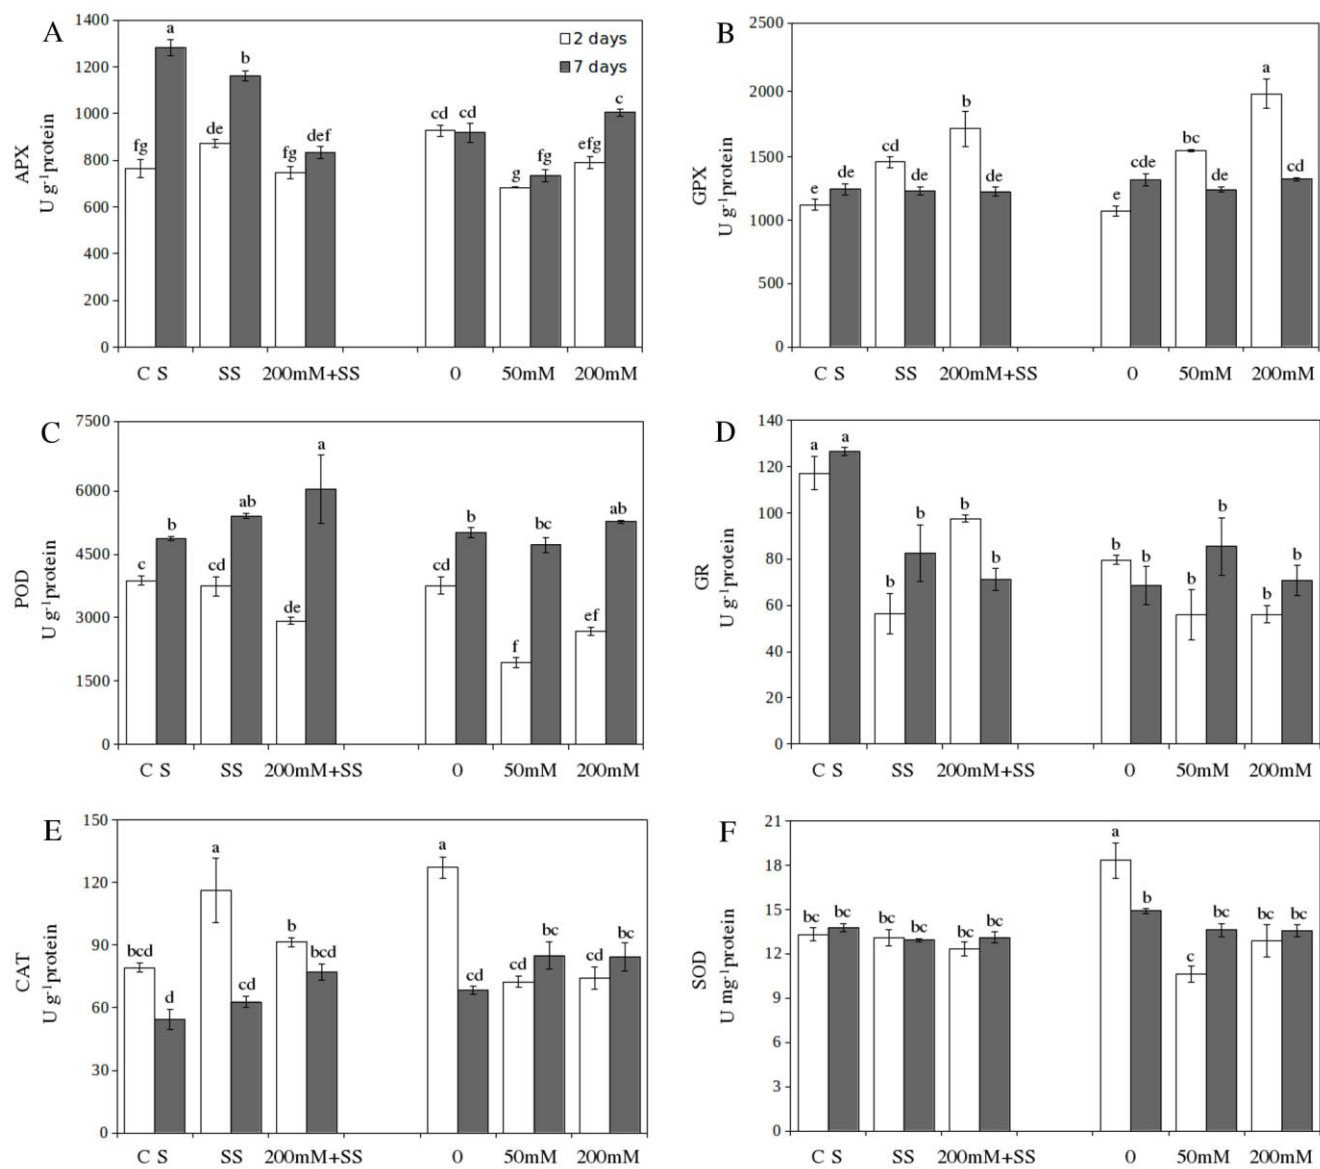 A
APX
U g⁻¹protein
1400
1200
1000
800
600
400
200
0
2 days
7 days
fg a de b fg def cd cd g fg efg c
C S SS 200mM+SS O 50mM 200mM
B
GPX
U g⁻¹protein
2500
2000
1500
1000
500
0
e de cd de b de e cde bc de a cd
C S SS 200mM+SS O 50mM 200mM
C
POD
U g⁻¹protein
7500
6000
4500
3000
1500
0
c b cd ab de a cd b f bc ef ab
C S SS 200mM+SS O 50mM 200mM
D
GR
U g⁻¹protein
140
120
100
80
60
40
20
0
a a b b b b b b b b b b
C S SS 200mM+SS O 50mM 200mM
E
CAT
U g⁻¹protein
150
120
90
60
30
0
bcd d a cd b bcd a cd cd bc cd bc
C S SS 200mM+SS O 50mM 200mM
F
SOD
U mg⁻¹protein
21
18
15
12
9
6
3
0
bc bc bc bc bc bc a b c bc bc bc
C S SS 200mM+SS O 50mM 200mM